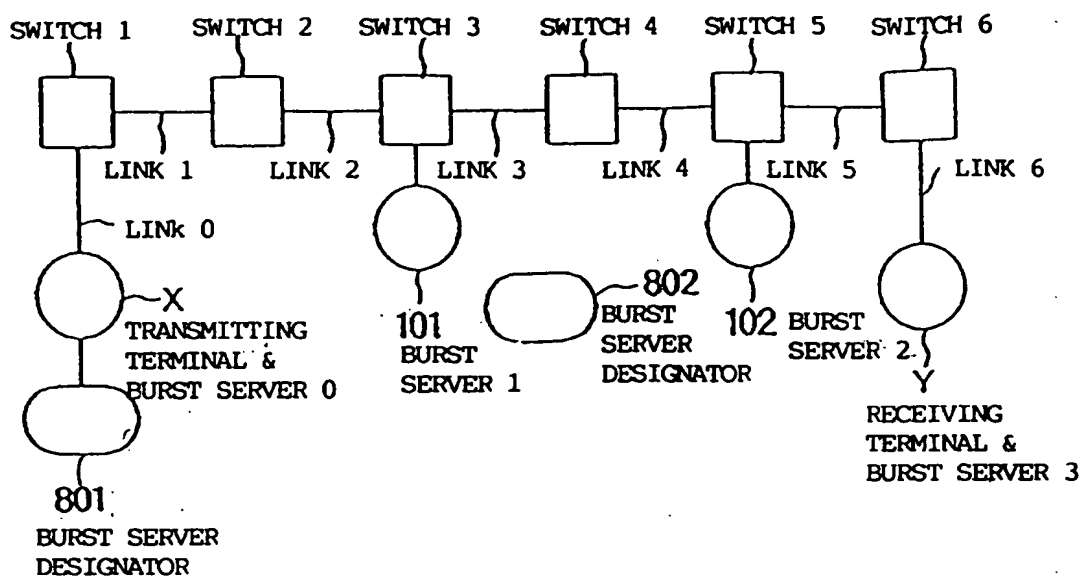 SWITCH 1
SWITCH 2
SWITCH 3
SWITCH 4
SWITCH 5
SWITCH 6
LINK 1
LINK 2
LINK 3
LINK 4
LINK 5
LINK 6
LINk 0
X
TRANSMITTING
TERMINAL &
BURST SERVER 0
101
BURST
SERVER 1
802
BURST
SERVER
DESIGNATOR
102 BURST
SERVER 2
Y
RECEIVING
TERMINAL &
BURST SERVER 3
801
BURST SERVER
DESIGNATOR